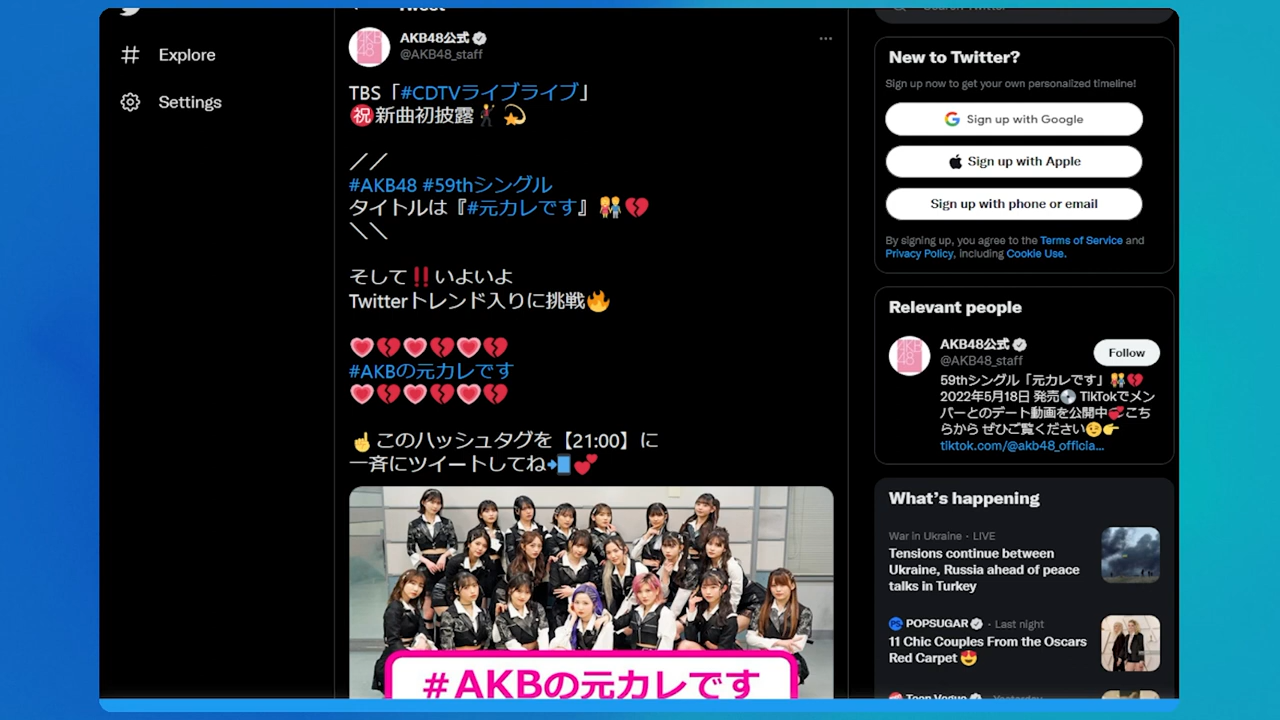 Tweet
Explore
Settings
AKB48公式
@AKB48_staff
TBS「#CDTVライブライブ」
㊗新曲初披露🕺💫
／／
#AKB48 #59thシングル
タイトルは『#元カレです』👫💔
＼＼
そして‼いよいよ
Twitterトレンド入りに挑戦🔥
💗💔💗💔💗💔
#AKBの元カレです
💗💔💗💔💗💔
☝このハッシュタグを【21:00】に
一斉にツイートしてね📲💕
#AKBの元カレです
Search Twitter
New to Twitter?
Sign up now to get your own personalized timeline!
Sign up with Google
Sign up with Apple
Sign up with phone or email
By signing up, you agree to the Terms of Service and
Privacy Policy, including Cookie Use.
Relevant people
AKB48公式
@AKB48_staff
Follow
59thシングル「元カレです」👫💔
2022年5月18日 発売💿 TikTokでメン
バーとのデート動画を公開中💞こち
らから ぜひご覧ください☺👉
tiktok.com/@akb48_officia...
What's happening
War in Ukraine · LIVE
Tensions continue between
Ukraine, Russia ahead of peace
talks in Turkey
POPSUGAR · Last night
11 Chic Couples From the Oscars
Red Carpet 😍
Teen Vogue · Yesterday